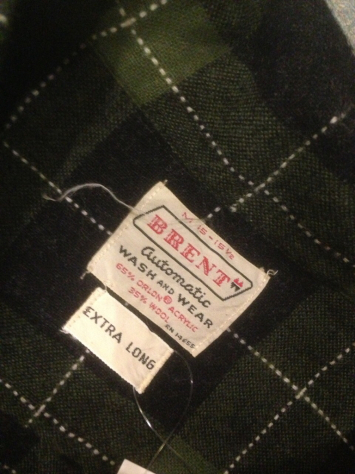 M 15-15½
BRENT
Automatic
WASH AND WEAR
65% ORLON® ACRYLIC
35% WOOL
EXTRA LONG